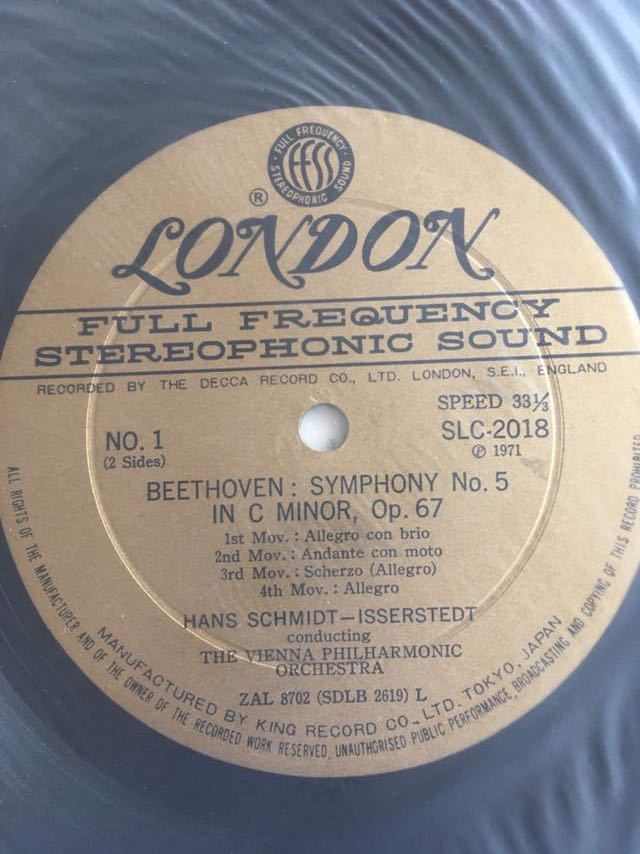 FULL FREQUENCY
FFSS
STEREOPHONIC SOUND
®
LONDON
FULL FREQUENCY
STEREOPHONIC SOUND
RECORDED BY THE DECCA RECORD CO., LTD. LONDON, S.E.I., ENGLAND
SPEED 33⅓
NO. 1
SLC-2018
(2 Sides)
℗ 1971
BEETHOVEN : SYMPHONY No. 5
IN C MINOR, Op. 67
1st Mov. : Allegro con brio
2nd Mov. : Andante con moto
3rd Mov. : Scherzo (Allegro)
4th Mov. : Allegro
HANS SCHMIDT–ISSERSTEDT
conducting
THE VIENNA PHILHARMONIC
ORCHESTRA
ZAL 8702 (SDLB 2619) L
MANUFACTURED BY KING RECORD CO., LTD. TOKYO, JAPAN
ALL RIGHTS OF THE MANUFACTURER AND OF THE OWNER OF THE RECORDED WORK RESERVED. UNAUTHORISED PUBLIC PERFORMANCE, BROADCASTING AND COPYING OF THIS RECORD PROHIBITED